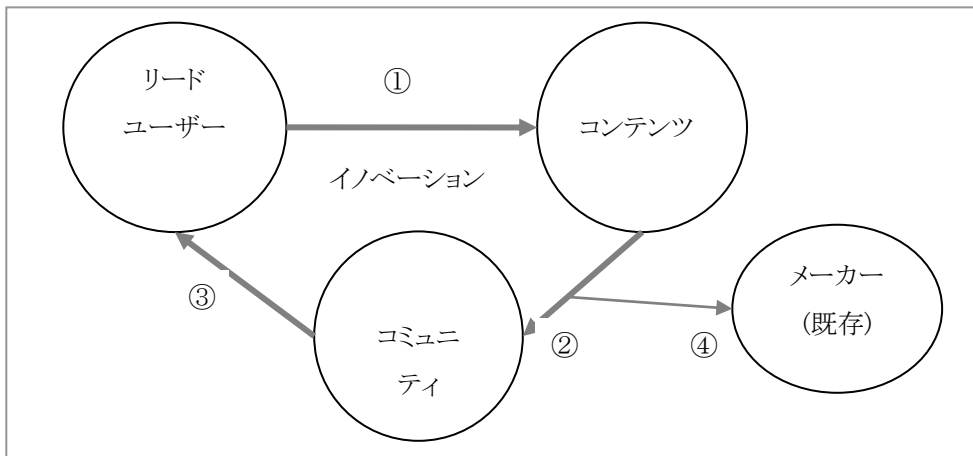 リード
ユーザー
①
コンテンツ
イノベーション
③
コミュニ
ティ
②
④
メーカー
(既存)